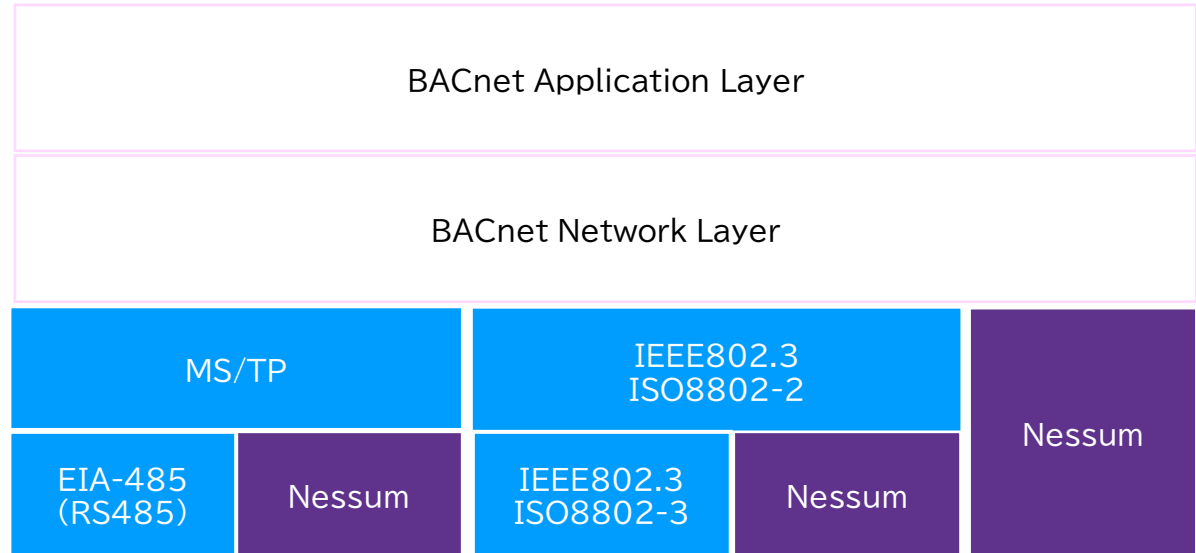 BACnet Application Layer
BACnet Network Layer
MS/TP
IEEE802.3
ISO8802-2
Nessum
EIA-485
(RS485)
Nessum
IEEE802.3
ISO8802-3
Nessum